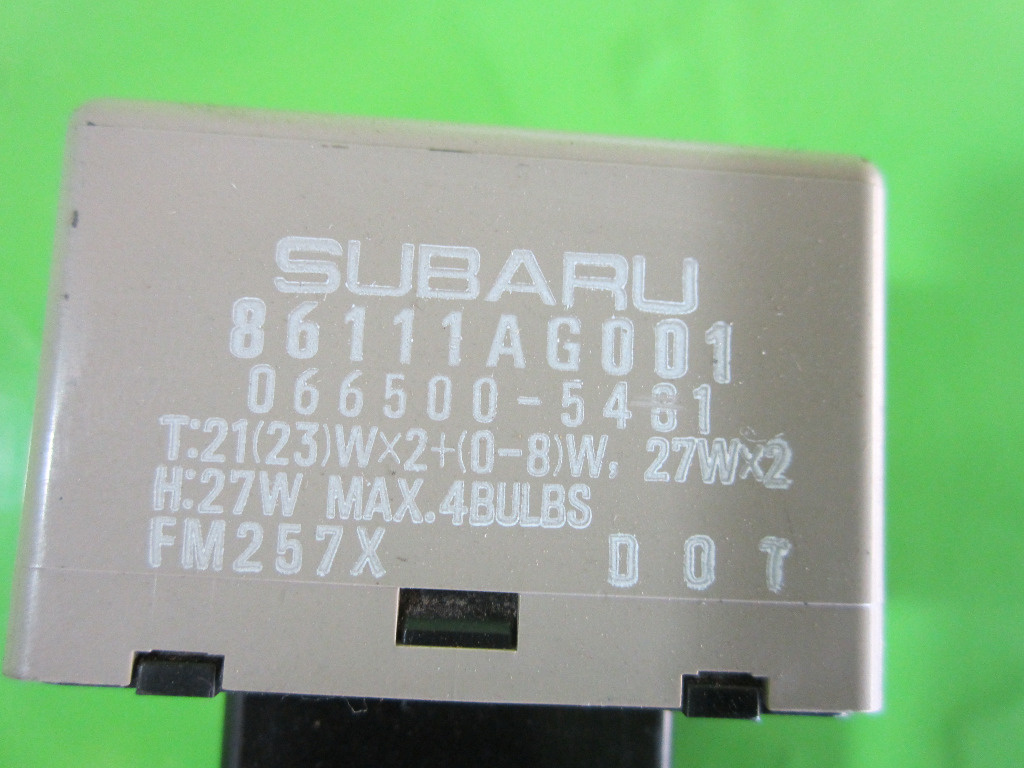 SUBARU
86111AG001
066500-5481
T:21(23)W×2+(0-8)W, 27W×2
H:27W MAX.4BULBS
FM257X DOT